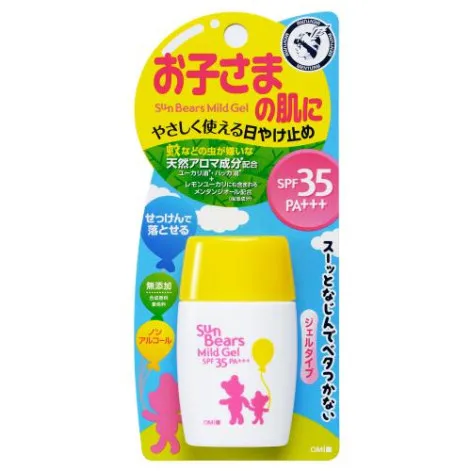 お子さま
の肌に
Sun Bears Mild Gel
やさしく使える日やけ止め
蚊などの虫が嫌いな
天然アロマ成分*配合
ユーカリ油*・ハッカ油*
+
レモンユーカリにも含まれる
メンタンジオール配合
SPF 35
PA+++
せっけんで
落とせる
無添加
ノン
アルコール
スーッとなじんでベタつかない
ジェルタイプ
Sun
Bears
Mild Gel
SPF 35 PA+++
OMI